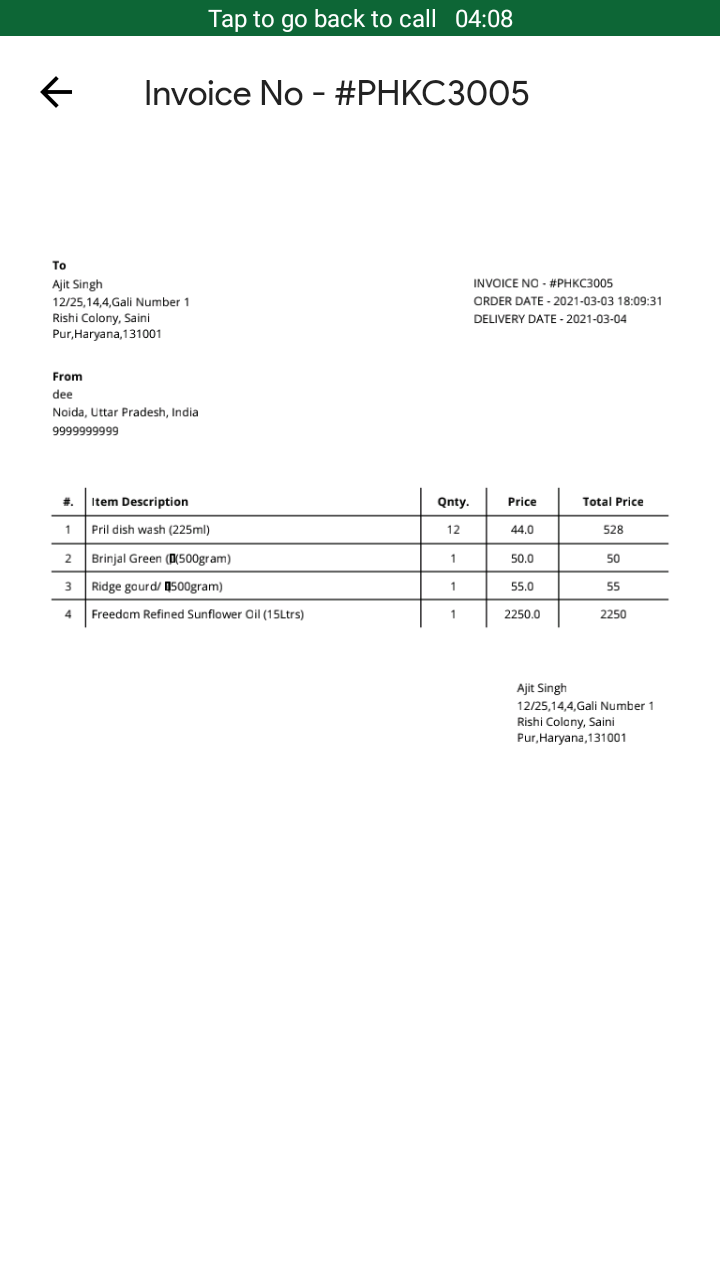 Tap to go back to call 04:08
Invoice No - #PHKC3005
To
Ajit Singh
12/25,14,4,Gali Number 1
Rishi Colony, Saini
Pur,Haryana,131001
INVOICE NO - #PHKC3005
ORDER DATE - 2021-03-03 18:09:31
DELIVERY DATE - 2021-03-04
From
dee
Noida, Uttar Pradesh, India
9999999999
#. Item Description Qnty. Price Total Price
1 Pril dish wash (225ml) 12 44.0 528
2 Brinjal Green ((500gram) 1 50.0 50
3 Ridge gourd/ 500gram) 1 55.0 55
4 Freedom Refined Sunflower Oil (15Ltrs) 1 2250.0 2250
Ajit Singh
12/25,14,4,Gali Number 1
Rishi Colony, Saini
Pur,Haryana,131001